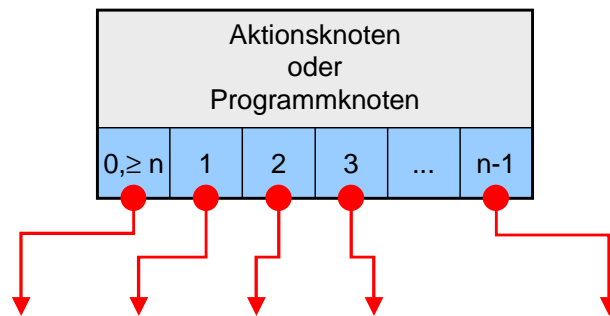 Aktionsknoten
oder
Programmknoten
0,≥ n 1 2 3 ... n-1